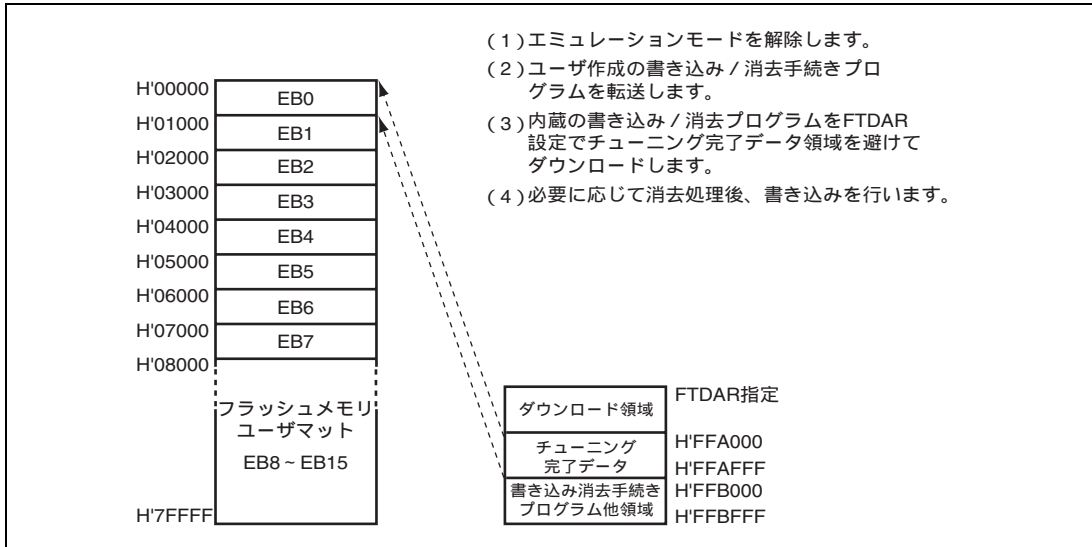 (1)エミュレーションモードを解除します。
(2)ユーザ作成の書き込み/消去手続きプロ
グラムを転送します。
(3)内蔵の書き込み/消去プログラムをFTDAR
設定でチューニング完了データ領域を避けて
ダウンロードします。
(4)必要に応じて消去処理後、書き込みを行います。
H'00000
EB0
H'01000
EB1
H'02000
EB2
H'03000
EB3
H'04000
EB4
H'05000
EB5
H'06000
EB6
H'07000
EB7
H'08000
フラッシュメモリ
ユーザマット
EB8~EB15
H'7FFFF
ダウンロード領域
FTDAR指定
チューニング
完了データ
H'FFA000
H'FFAFFF
書き込み消去手続き
プログラム他領域
H'FFB000
H'FFBFFF